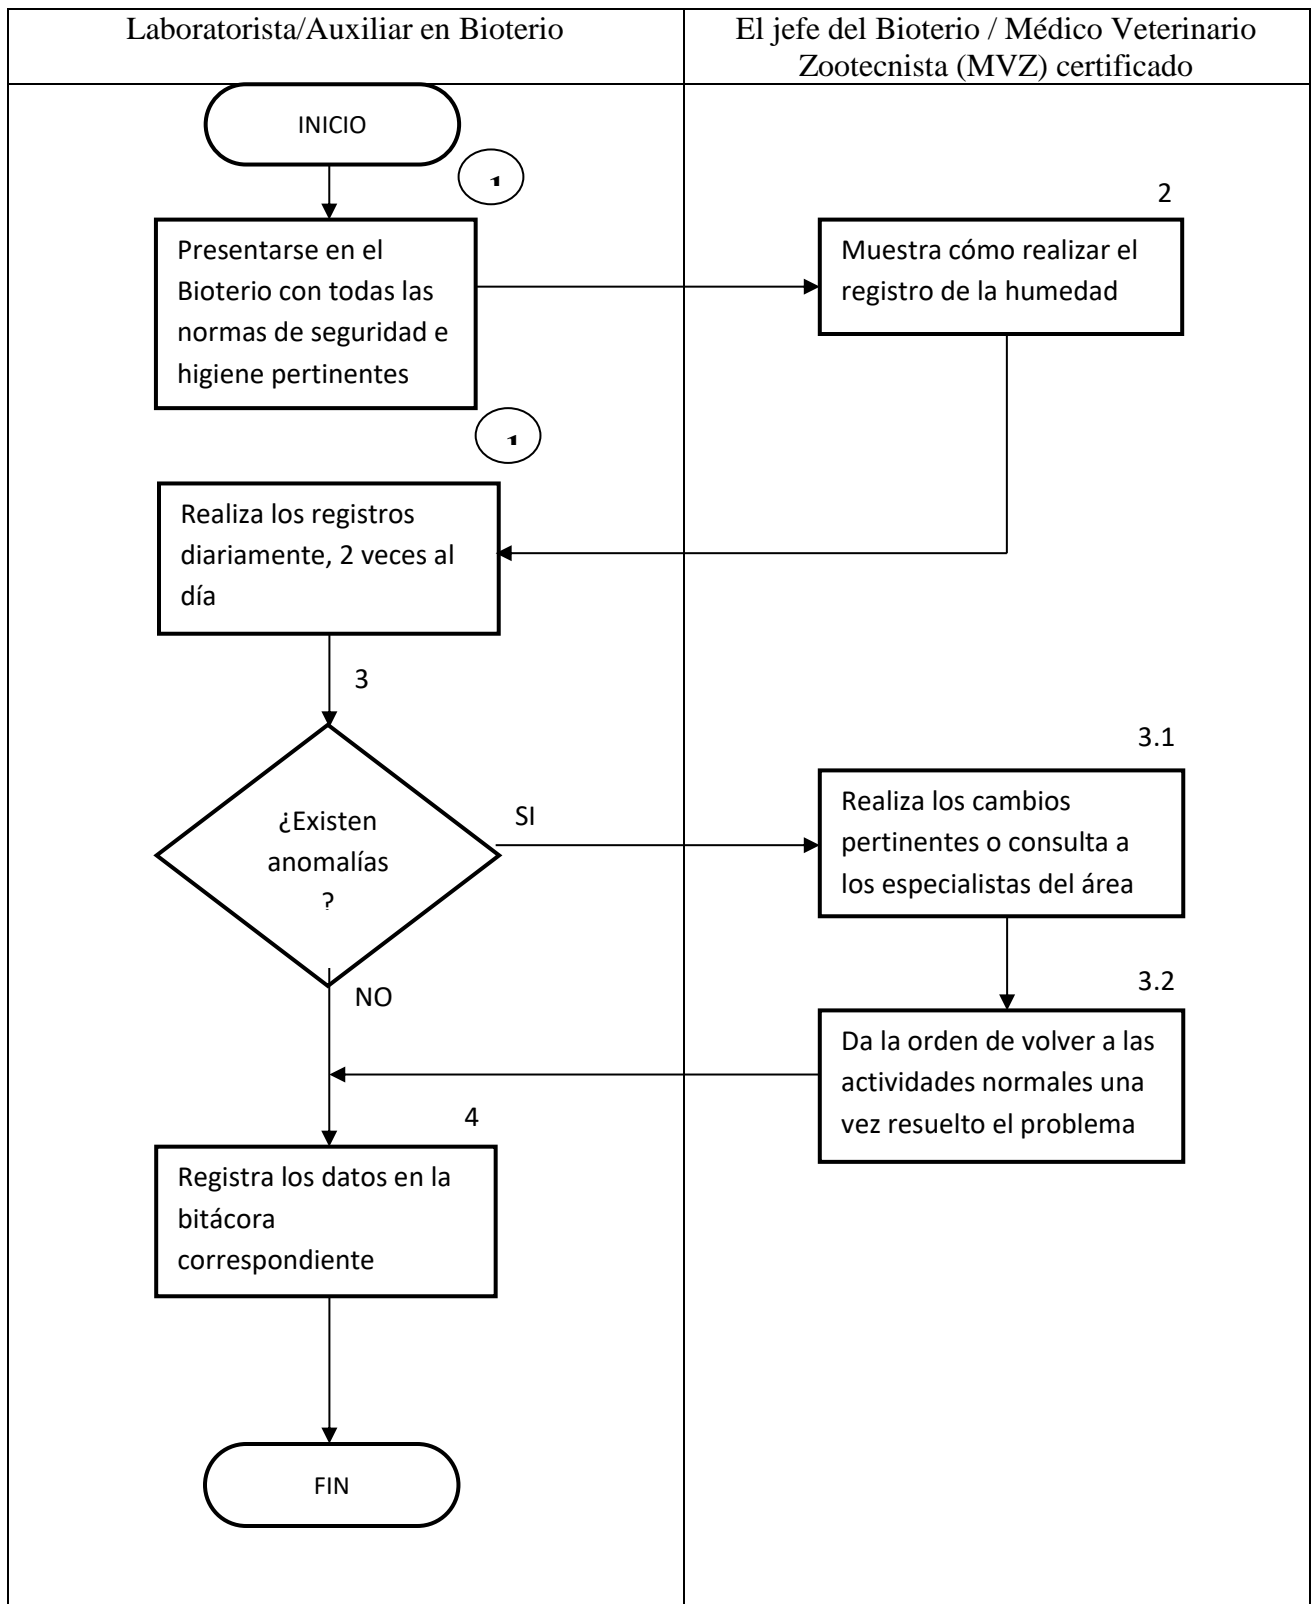 Laboratorista/Auxiliar en Bioterio
El jefe del Bioterio / Médico Veterinario
Zootecnista (MVZ) certificado
INICIO
1
Presentarse en el
Bioterio con todas las
normas de seguridad e
higiene pertinentes
2
Muestra cómo realizar el
registro de la humedad
1
Realiza los registros
diariamente, 2 veces al
día
3
¿Existen
anomalías
?
SI
NO
3.1
Realiza los cambios
pertinentes o consulta a
los especialistas del área
3.2
Da la orden de volver a las
actividades normales una
vez resuelto el problema
4
Registra los datos en la
bitácora
correspondiente
FIN